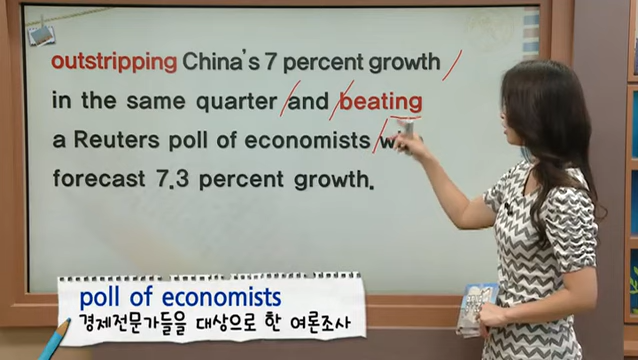 outstripping China's 7 percent growth
in the same quarter and beating
a Reuters poll of economists
forecast 7.3 percent growth.
poll of economists
경제전문가들을 대상으로 한 여론조사